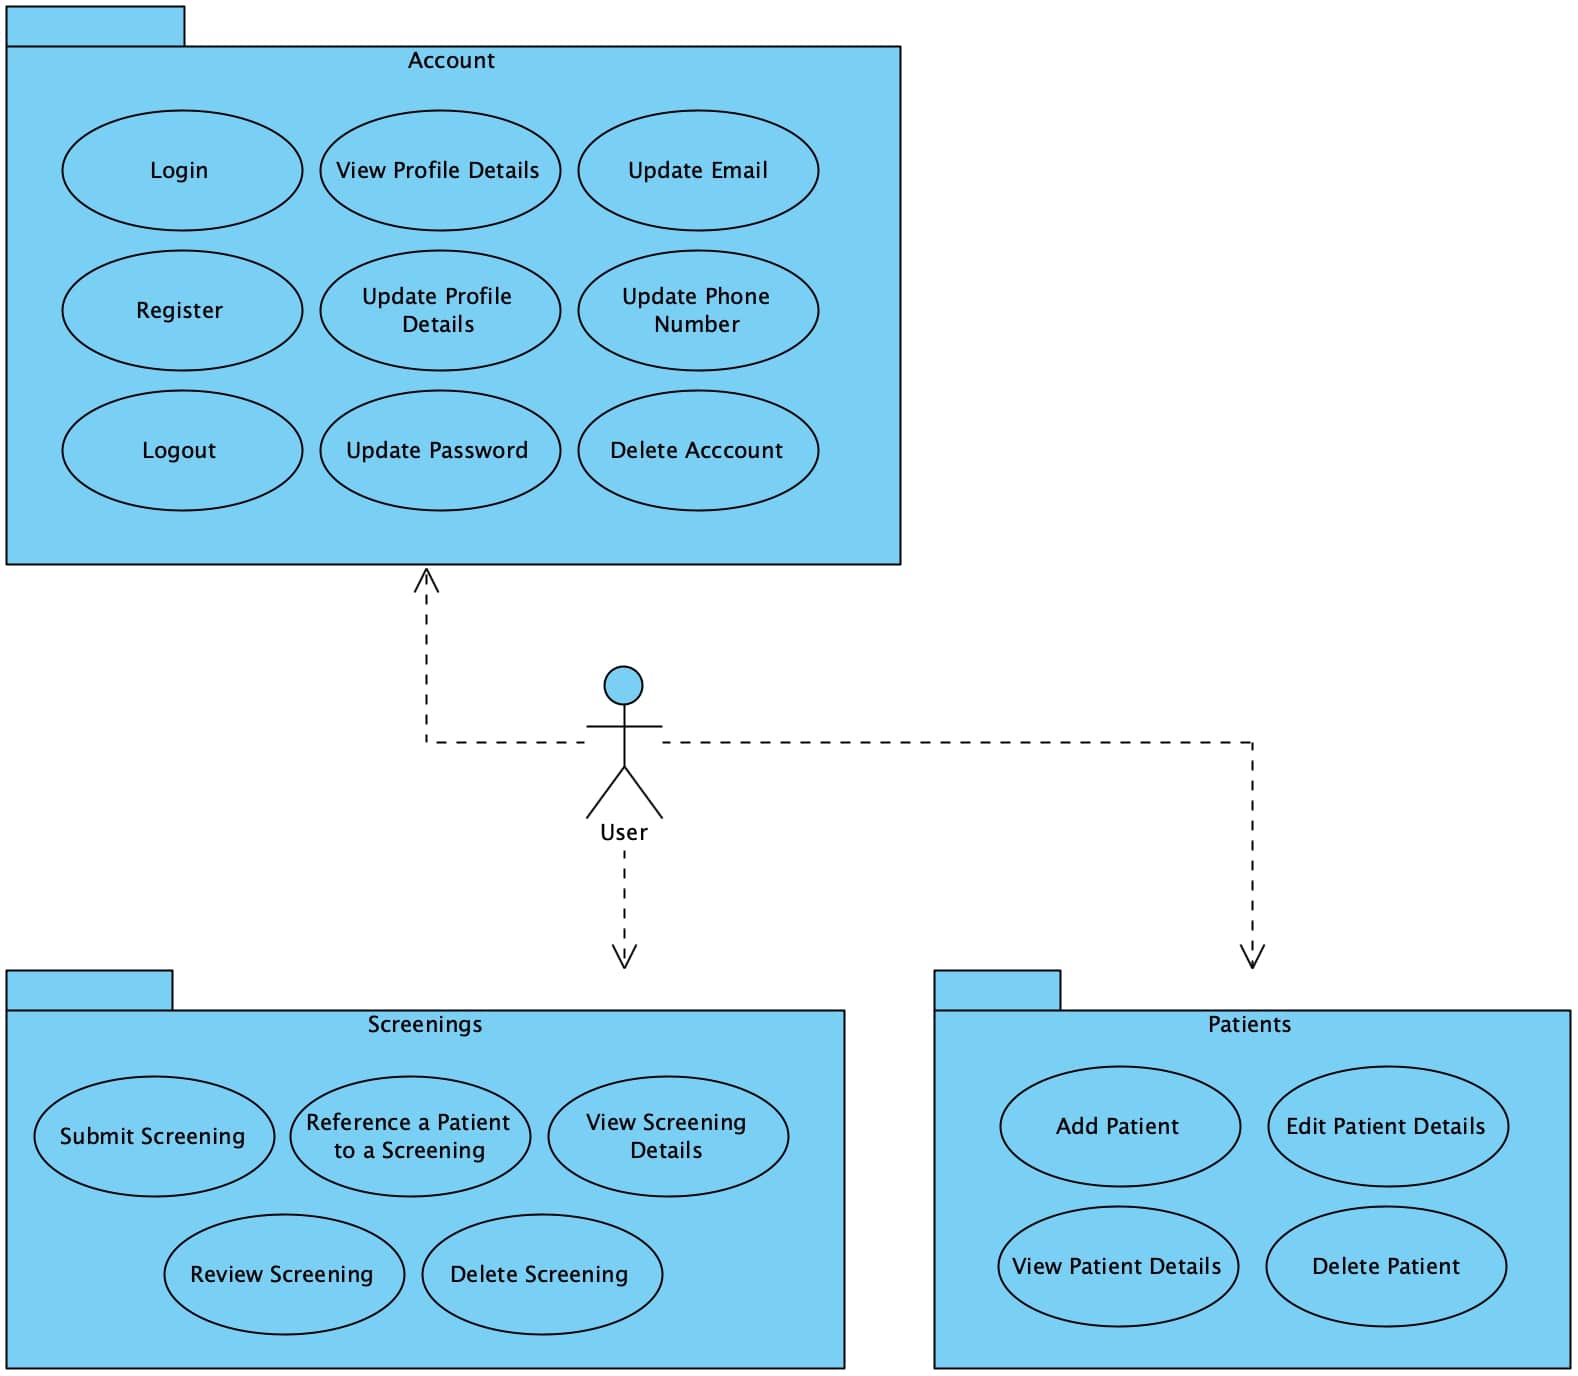 Account
Login
View Profile Details
Update Email
Register
Update Profile
Details
Update Phone
Number
Logout
Update Password
Delete Acccount
User
Screenings
Submit Screening
Reference a Patient
to a Screening
View Screening
Details
Review Screening
Delete Screening
Patients
Add Patient
Edit Patient Details
View Patient Details
Delete Patient